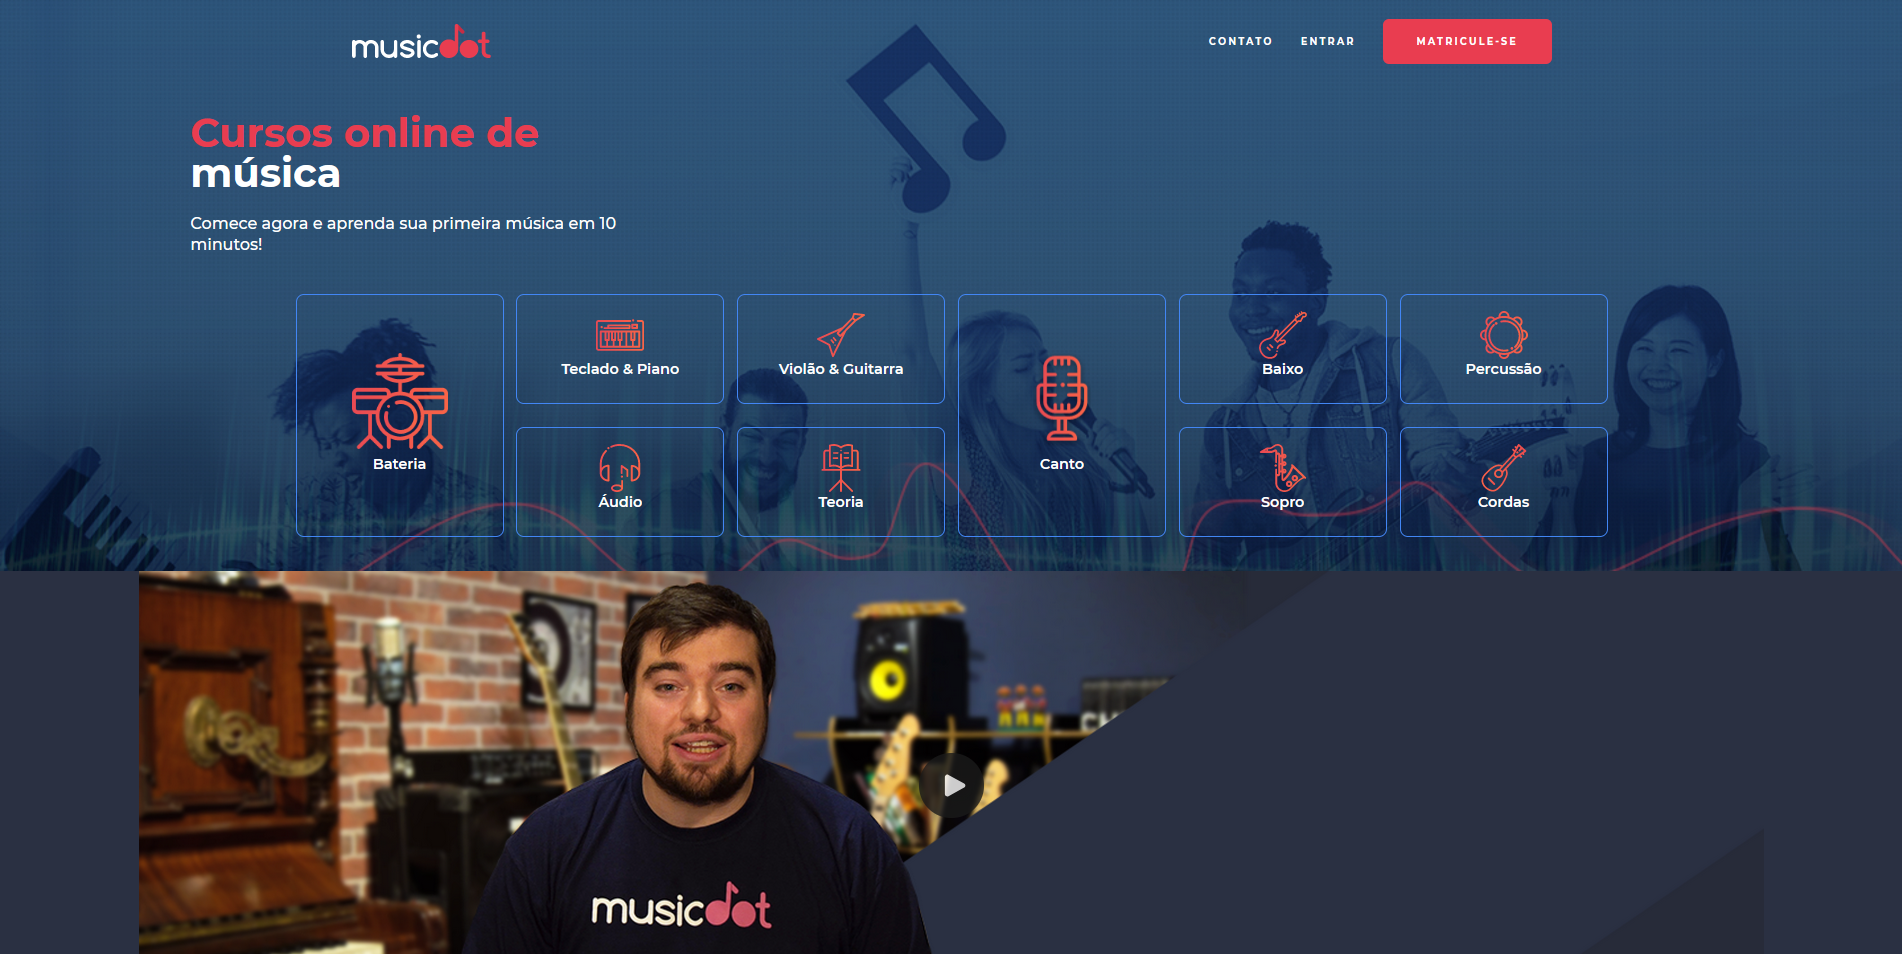 musicdot
CONTATO
ENTRAR
MATRICULE-SE
Cursos online de
música
Comece agora e aprenda sua primeira música em 10
minutos!
Bateria
Teclado & Piano
Violão & Guitarra
Canto
Baixo
Percussão
Áudio
Teoria
Sopro
Cordas
musicdot